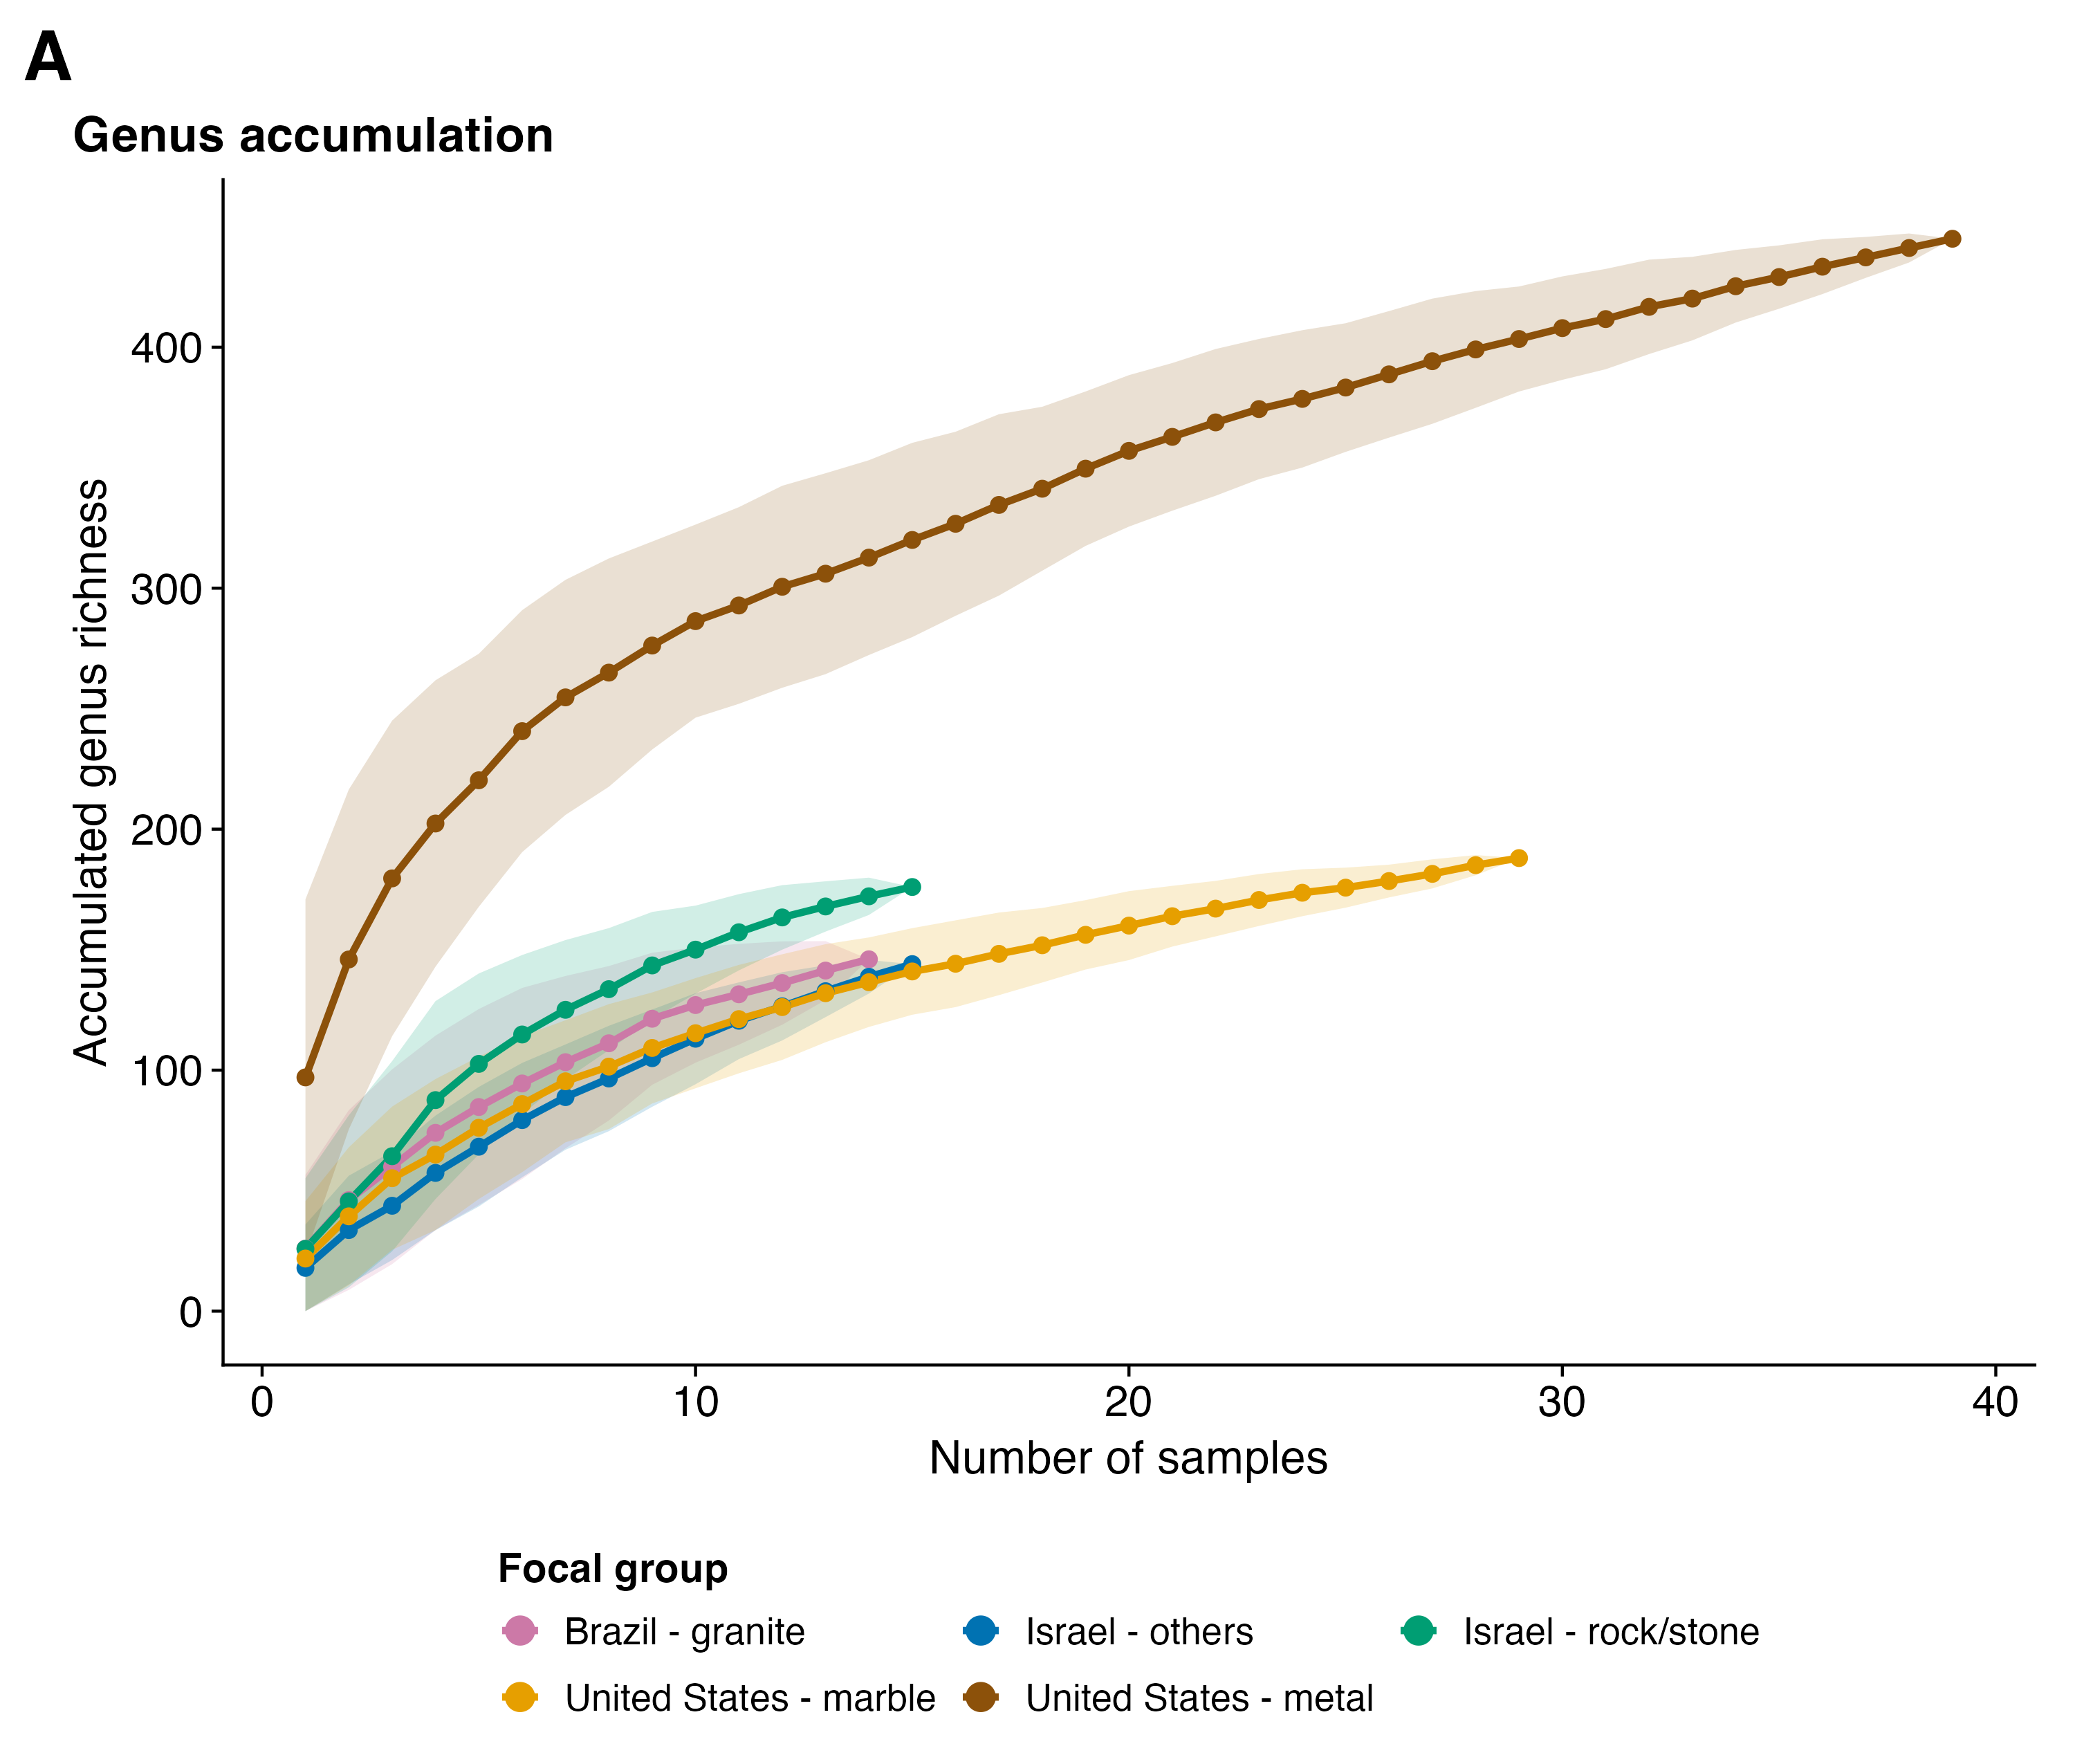 A
Genus accumulation
Accumulated genus richness
400
300
200
100
0
0 10 20 30 40
Number of samples
Focal group
Brazil - granite Israel - others Israel - rock/stone
United States - marble United States - metal